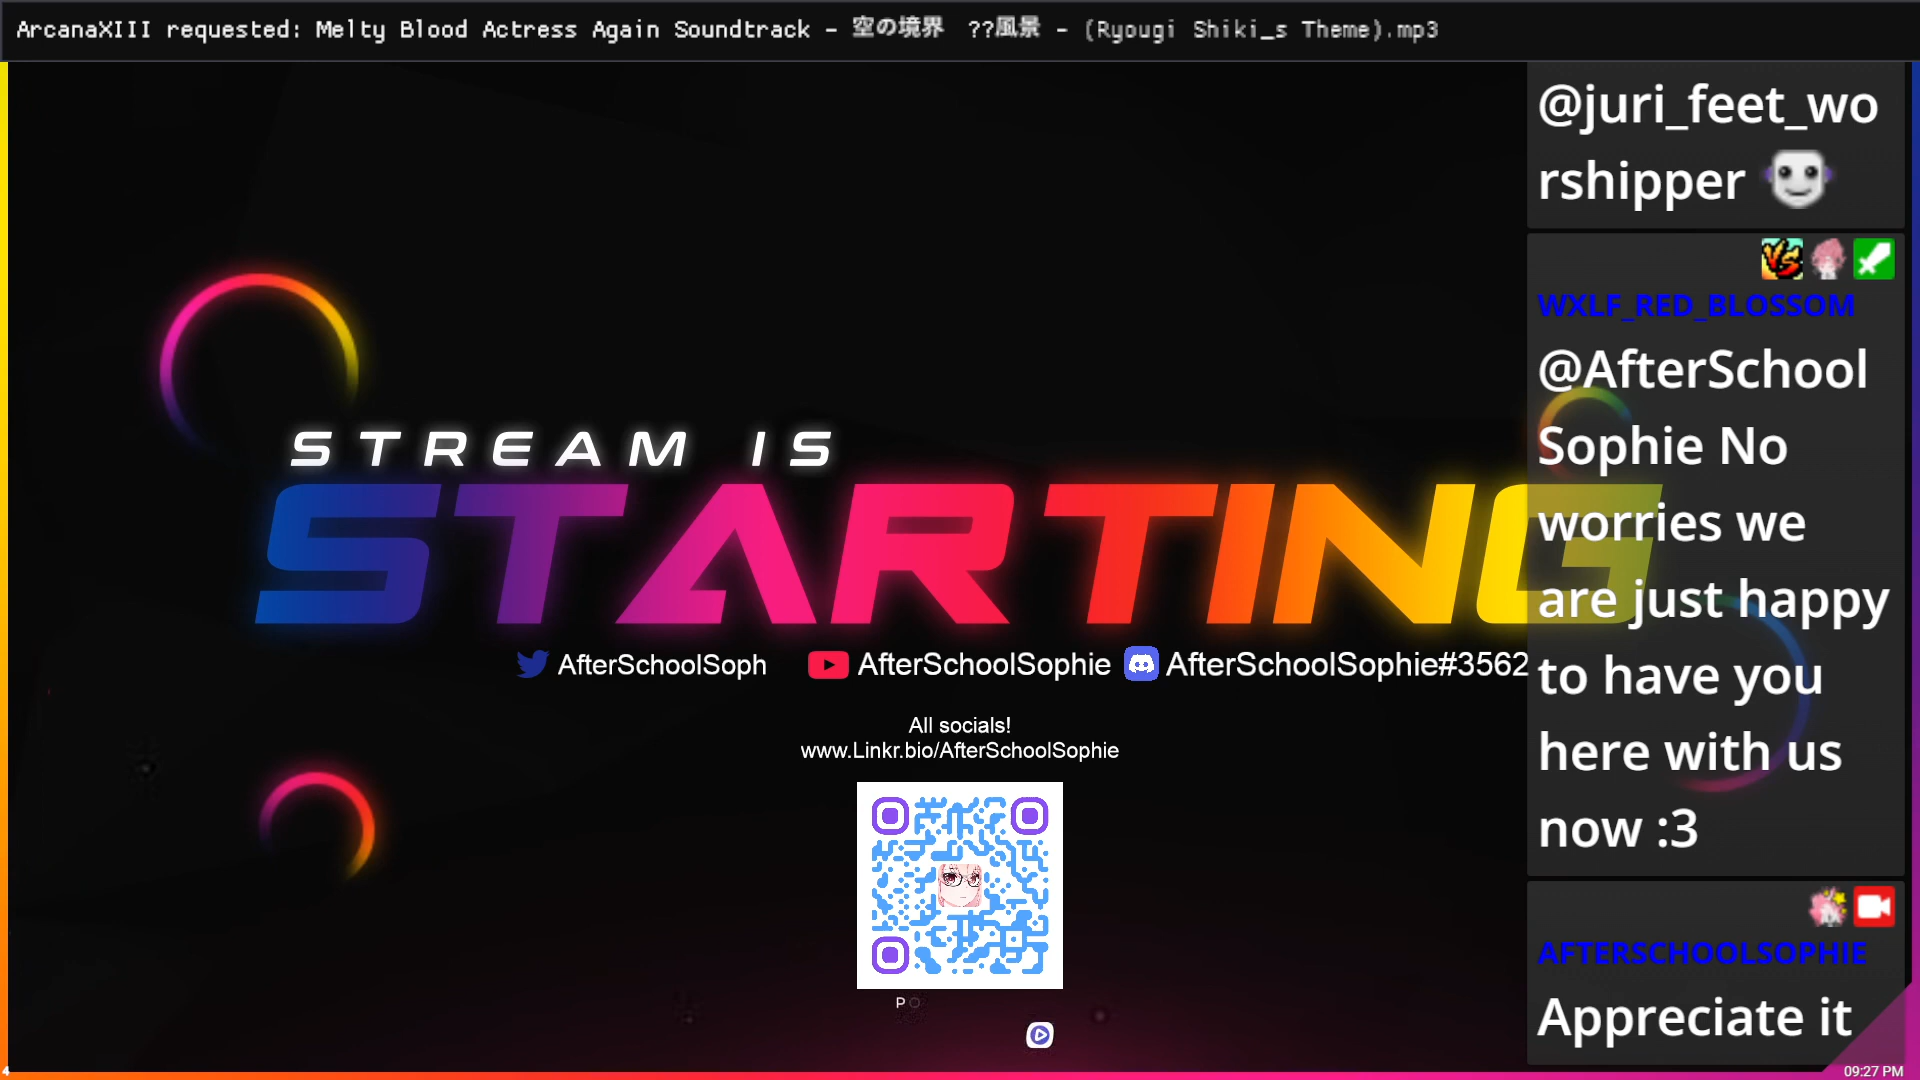 ArcanaXIII requested: Melty Blood Actress Again Soundtrack - 空の境界 ??風景 - (Ryougi Shiki_s Theme).mp3
@juri_feet_wo
rshipper
WXLF_RED_BLOSSOM
@AfterSchool
Sophie No
worries we
are just happy
to have you
here with us
now :3
AFTERSCHOOLSOPHIE
Appreciate it
STREAM IS
STARTING
AfterSchoolSoph AfterSchoolSophie AfterSchoolSophie#3562
All socials!
www.Linkr.bio/AfterSchoolSophie
P
4
09:27 PM